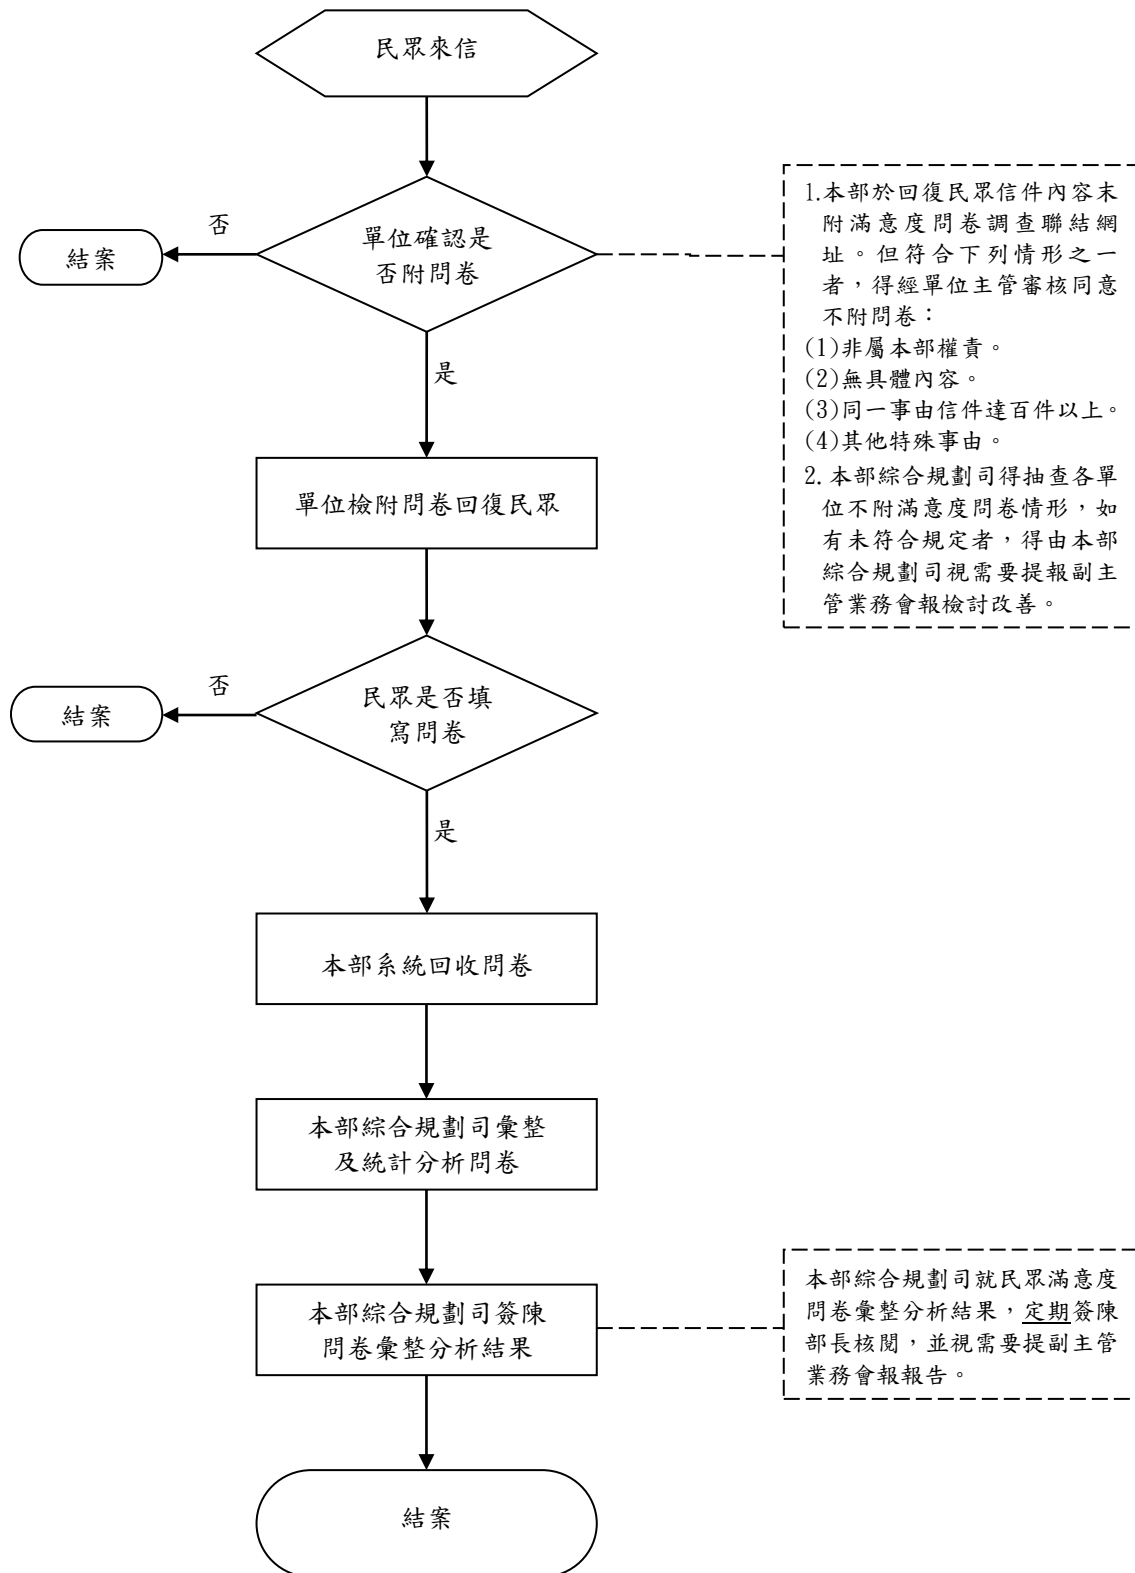 民眾來信
否
結案
單位確認是
否附問卷
1.本部於回復民眾信件內容末
附滿意度問卷調查聯結網
址。但符合下列情形之一
者，得經單位主管審核同意
不附問卷：
(1)非屬本部權責。
(2)無具體內容。
(3)同一事由信件達百件以上。
(4)其他特殊事由。
2.本部綜合規劃司得抽查各單
位不附滿意度問卷情形，如
有未符合規定者，得由本部
綜合規劃司視需要提報副主
管業務會報檢討改善。
是
單位檢附問卷回復民眾
否
結案
民眾是否填
寫問卷
是
本部系統回收問卷
本部綜合規劃司彙整
及統計分析問卷
本部綜合規劃司簽陳
問卷彙整分析結果
本部綜合規劃司就民眾滿意度
問卷彙整分析結果，定期簽陳
部長核閱，並視需要提副主管
業務會報報告。
結案